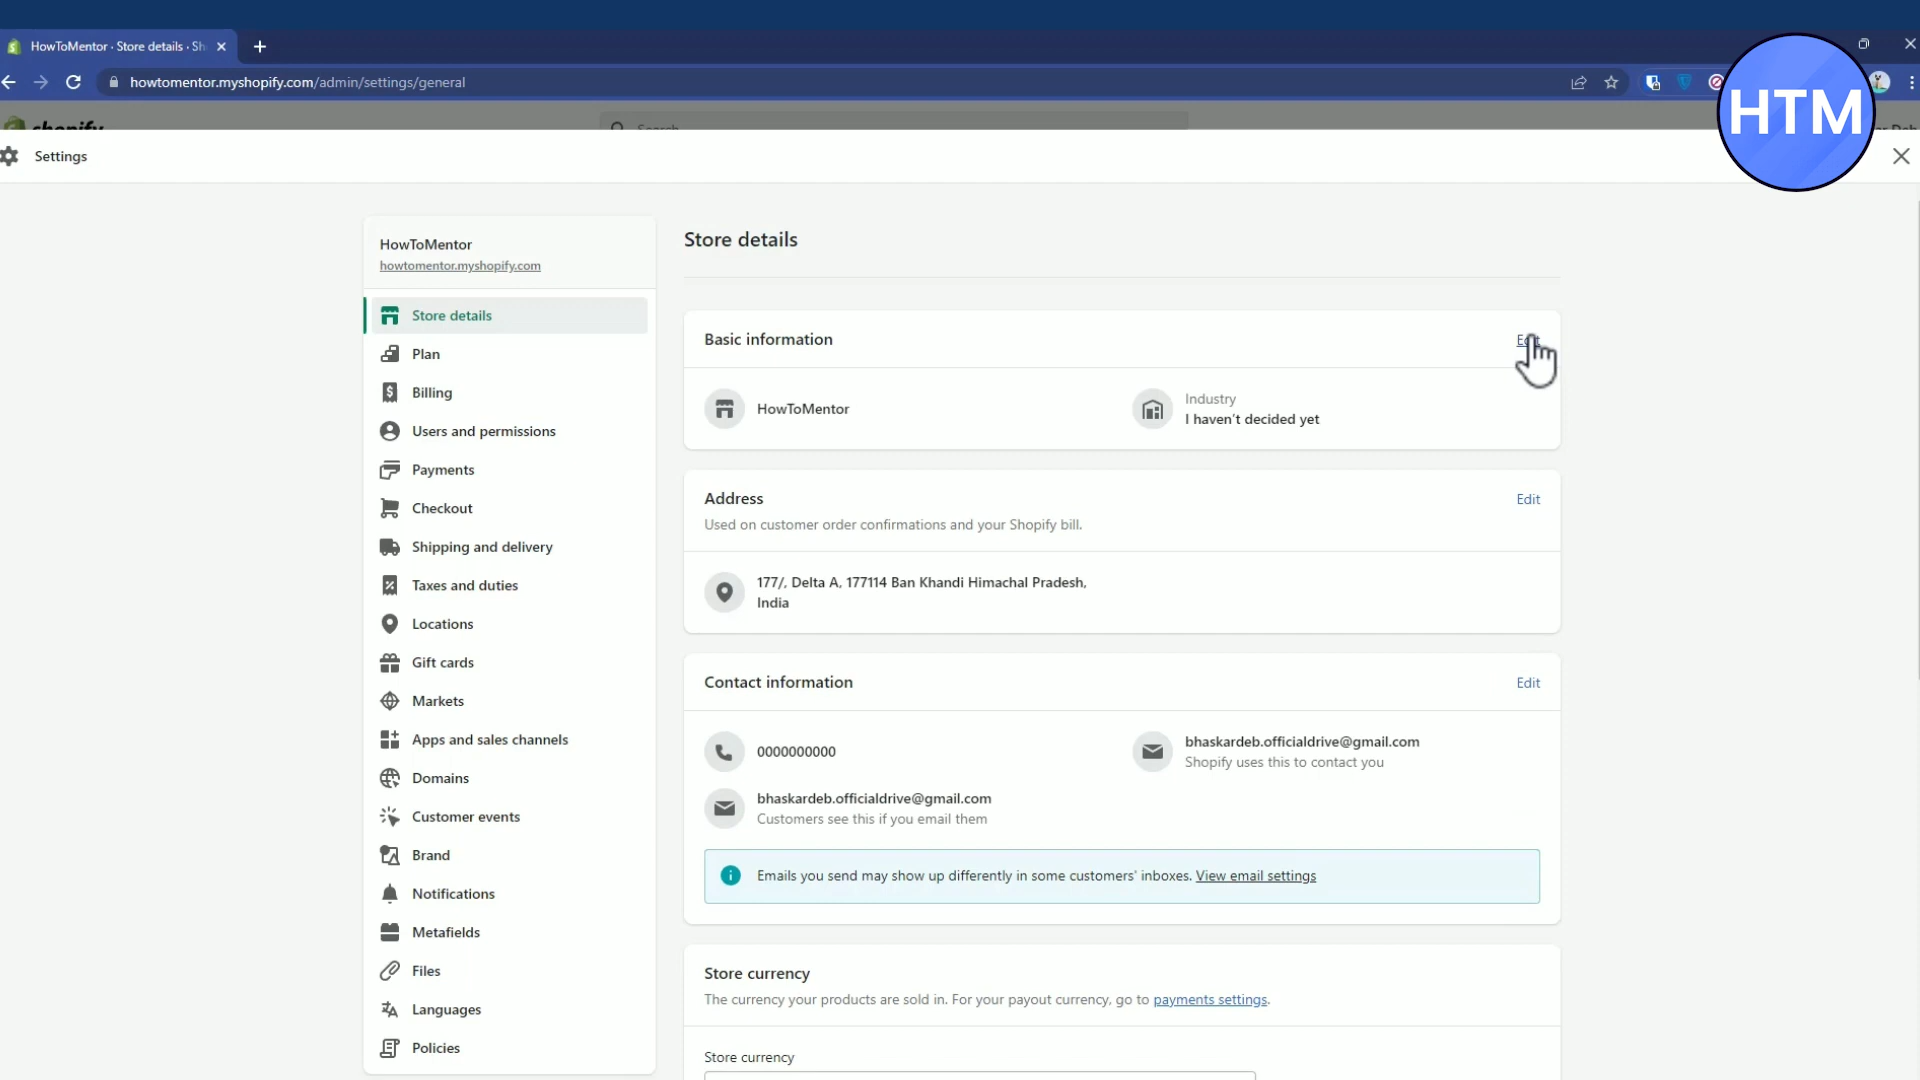 HowToMentor · Store details · Sh
howtomentor.myshopify.com/admin/settings/general
HTM
shopify
Search
Settings
HowToMentor
howtomentor.myshopify.com
Store details
Plan
Billing
Users and permissions
Payments
Checkout
Shipping and delivery
Taxes and duties
Locations
Gift cards
Markets
Apps and sales channels
Domains
Customer events
Brand
Notifications
Metafields
Files
Languages
Policies
Store details
Basic information
Edit
HowToMentor
Industry
I haven't decided yet
Address
Edit
Used on customer order confirmations and your Shopify bill.
177/, Delta A, 177114 Ban Khandi Himachal Pradesh,
India
Contact information
Edit
0000000000
bhaskardeb.officialdrive@gmail.com
Shopify uses this to contact you
bhaskardeb.officialdrive@gmail.com
Customers see this if you email them
Emails you send may show up differently in some customers' inboxes. View email settings
Store currency
The currency your products are sold in. For your payout currency, go to payments settings.
Store currency